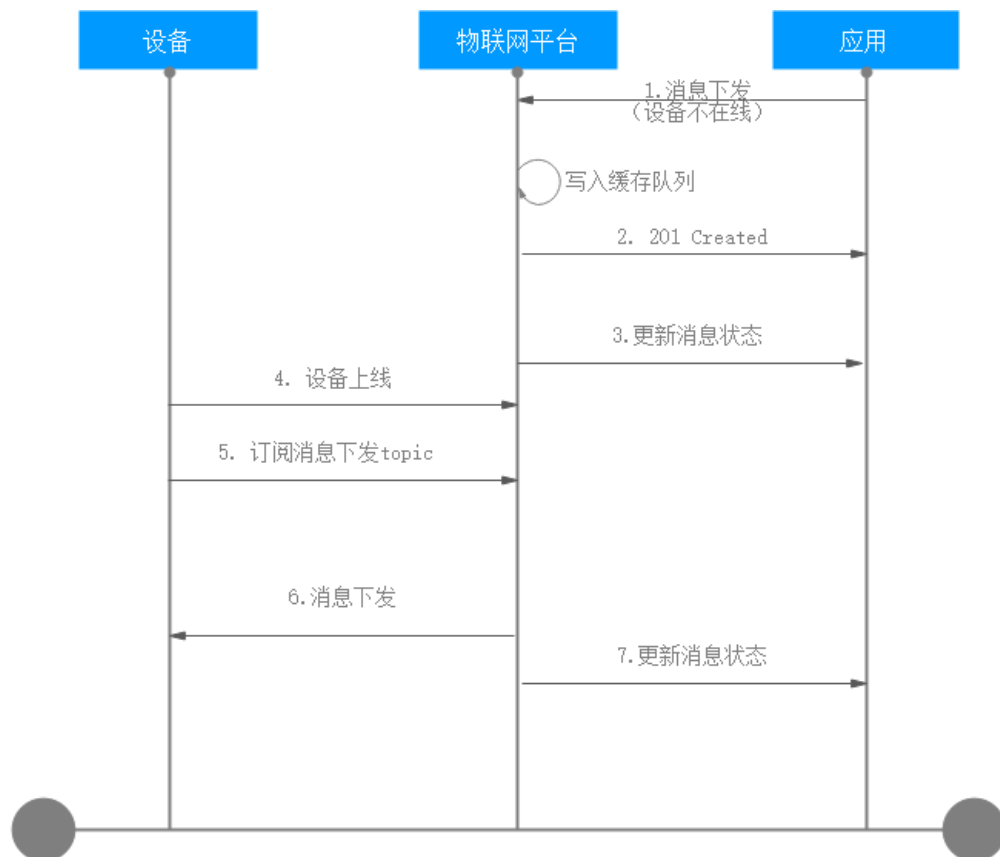 设备
物联网平台
应用
1.消息下发
（设备不在线）
写入缓存队列
2. 201 Created
3.更新消息状态
4. 设备上线
5. 订阅消息下发topic
6.消息下发
7.更新消息状态